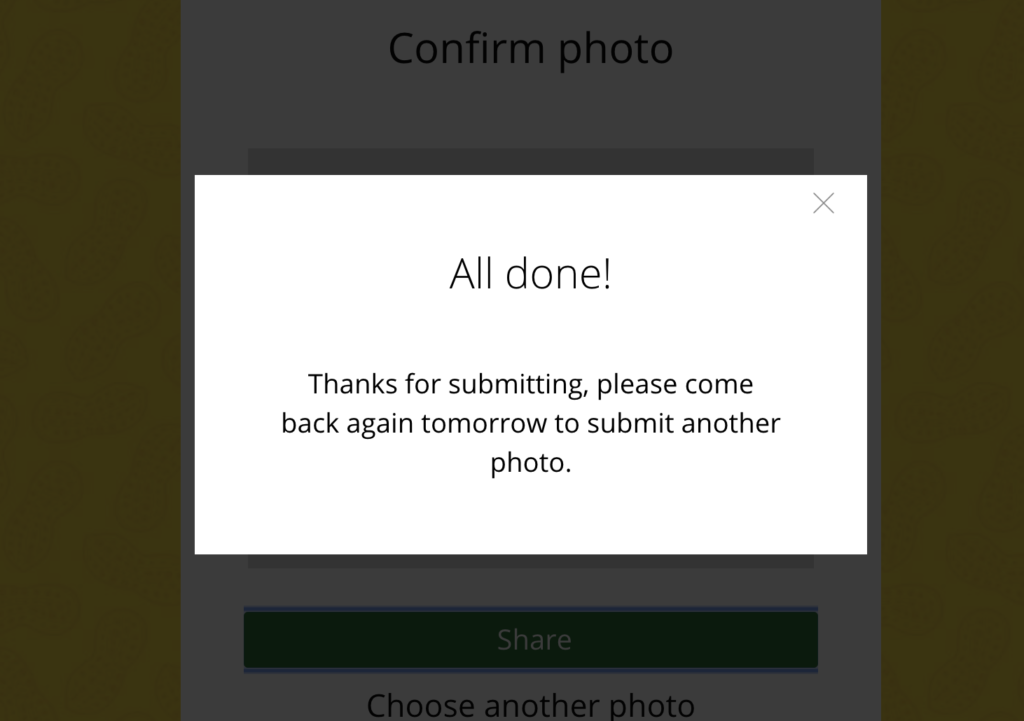 Confirm photo
All done!
Thanks for submitting, please come
back again tomorrow to submit another
photo.
Share
Choose another photo